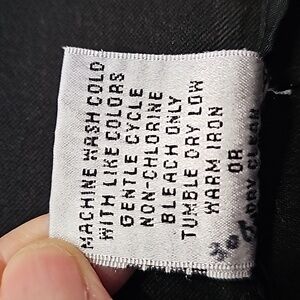 MACHINE WASH COLD
WITH LIKE COLORS
GENTLE CYCLE
NON-CHLORINE
BLEACH ONLY
TUMBLE DRY LOW
WARM IRON
OR
DRY CLEAN